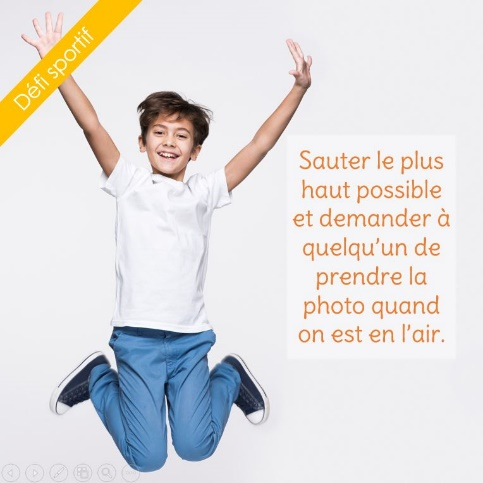 Défi sportif
Sauter le plus
haut possible
et demander à
quelqu'un de
prendre la
photo quand
on est en l'air.